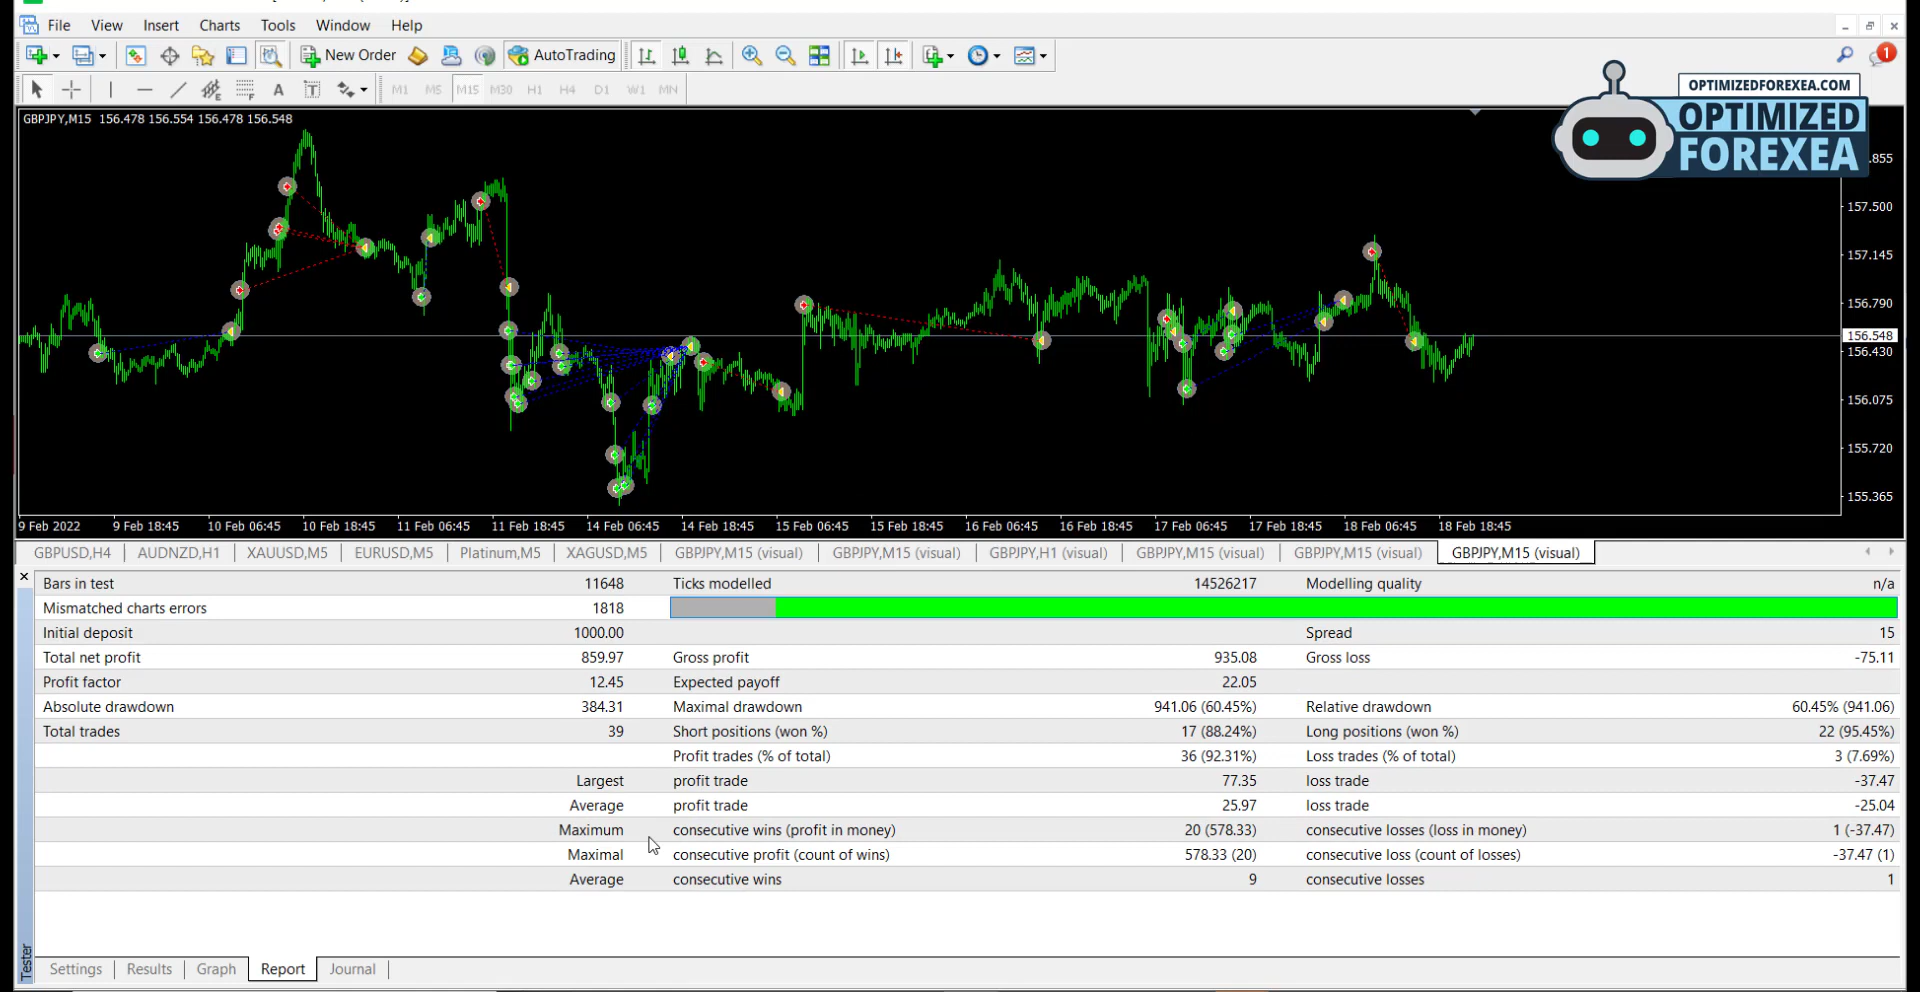 File View Insert Charts Tools Window Help
New Order AutoTrading
1
A T M1 M5 M15 M30 H1 H4 D1 W1 MN
OPTIMIZEDFOREXEA.COM
OPTIMIZED
FOREXEA
GBPJPY,M15 156.478 156.554 156.478 156.548
.855
157.500
157.145
156.790
156.548
156.430
156.075
155.720
155.365
9 Feb 2022 9 Feb 18:45 10 Feb 06:45 10 Feb 18:45 11 Feb 06:45 11 Feb 18:45 14 Feb 06:45 14 Feb 18:45 15 Feb 06:45 15 Feb 18:45 16 Feb 06:45 16 Feb 18:45 17 Feb 06:45 17 Feb 18:45 18 Feb 06:45 18 Feb 18:45
GBPUSD,H4 AUDNZD,H1 XAUUSD,M5 EURUSD,M5 Platinum,M5 XAGUSD,M5 GBPJPY,M15 (visual) GBPJPY,M15 (visual) GBPJPY,H1 (visual) GBPJPY,M15 (visual) GBPJPY,M15 (visual) GBPJPY,M15 (visual)
Bars in test 11648 Ticks modelled 14526217 Modelling quality n/a
Mismatched charts errors 1818
Initial deposit 1000.00 Spread 15
Total net profit 859.97 Gross profit 935.08 Gross loss -75.11
Profit factor 12.45 Expected payoff 22.05
Absolute drawdown 384.31 Maximal drawdown 941.06 (60.45%) Relative drawdown 60.45% (941.06)
Total trades 39 Short positions (won %) 17 (88.24%) Long positions (won %) 22 (95.45%)
Profit trades (% of total) 36 (92.31%) Loss trades (% of total) 3 (7.69%)
Largest profit trade 77.35 loss trade -37.47
Average profit trade 25.97 loss trade -25.04
Maximum consecutive wins (profit in money) 20 (578.33) consecutive losses (loss in money) 1 (-37.47)
Maximal consecutive profit (count of wins) 578.33 (20) consecutive loss (count of losses) -37.47 (1)
Average consecutive wins 9 consecutive losses 1
Tester
Settings Results Graph Report Journal